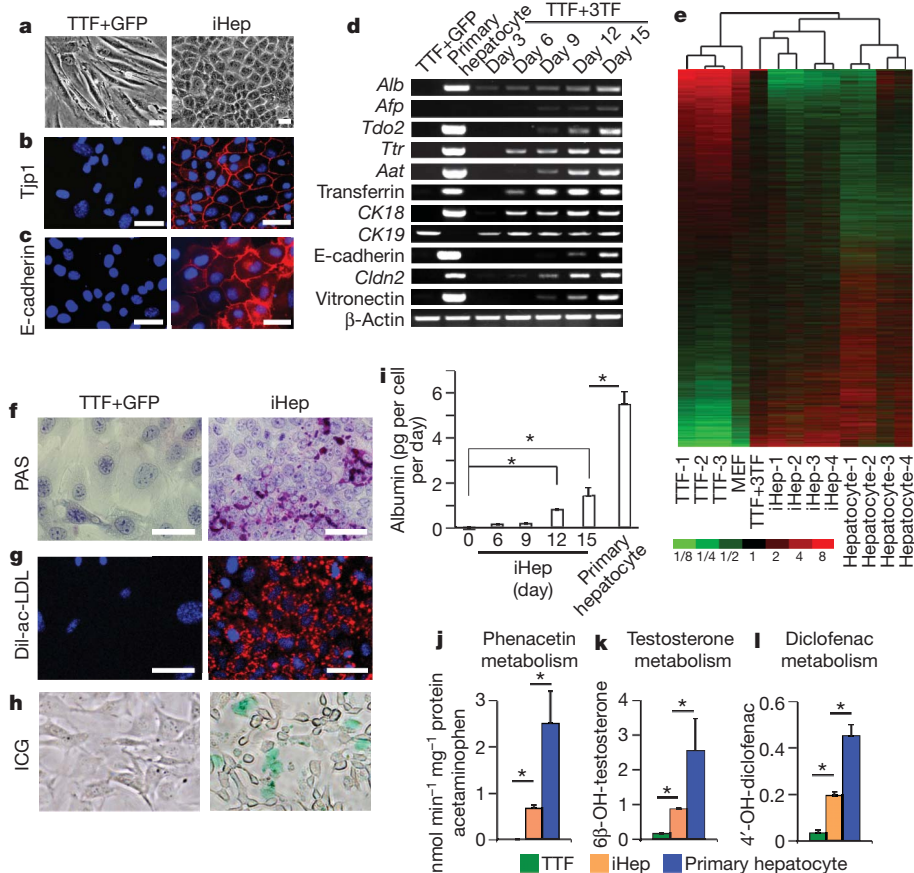 a
TTF+GFP
iHep
b
Tjp1
c
E-cadherin
d
TTF+GFP
Primary hepatocyte
TTF+3TF
Day 3
Day 6
Day 9
Day 12
Day 15
Alb
Afp
Tdo2
Ttr
Aat
Transferrin
CK18
CK19
E-cadherin
Cldn2
Vitronectin
β-Actin
e
TTF-1
TTF-2
TTF-3
MEF
TTF+3TF
iHep-1
iHep-2
iHep-3
iHep-4
Hepatocyte-1
Hepatocyte-2
Hepatocyte-3
Hepatocyte-4
1/8 1/4 1/2 1 2 4 8
f
TTF+GFP
iHep
PAS
g
Dil-ac-LDL
h
ICG
i
Albumin (pg per cell
per day)
6
4
2
0
*
*
*
0 6 9 12 15
iHep
(day)
Primary
hepatocyte
j
Phenacetin
metabolism
nmol min⁻¹ mg⁻¹ protein
acetaminophen
3
2
1
0
*
*
k
Testosterone
metabolism
6β-OH-testosterone
4
3
2
1
0
*
*
l
Diclofenac
metabolism
4′-OH-diclofenac
0.6
0.4
0.2
0
*
*
TTF
iHep
Primary hepatocyte